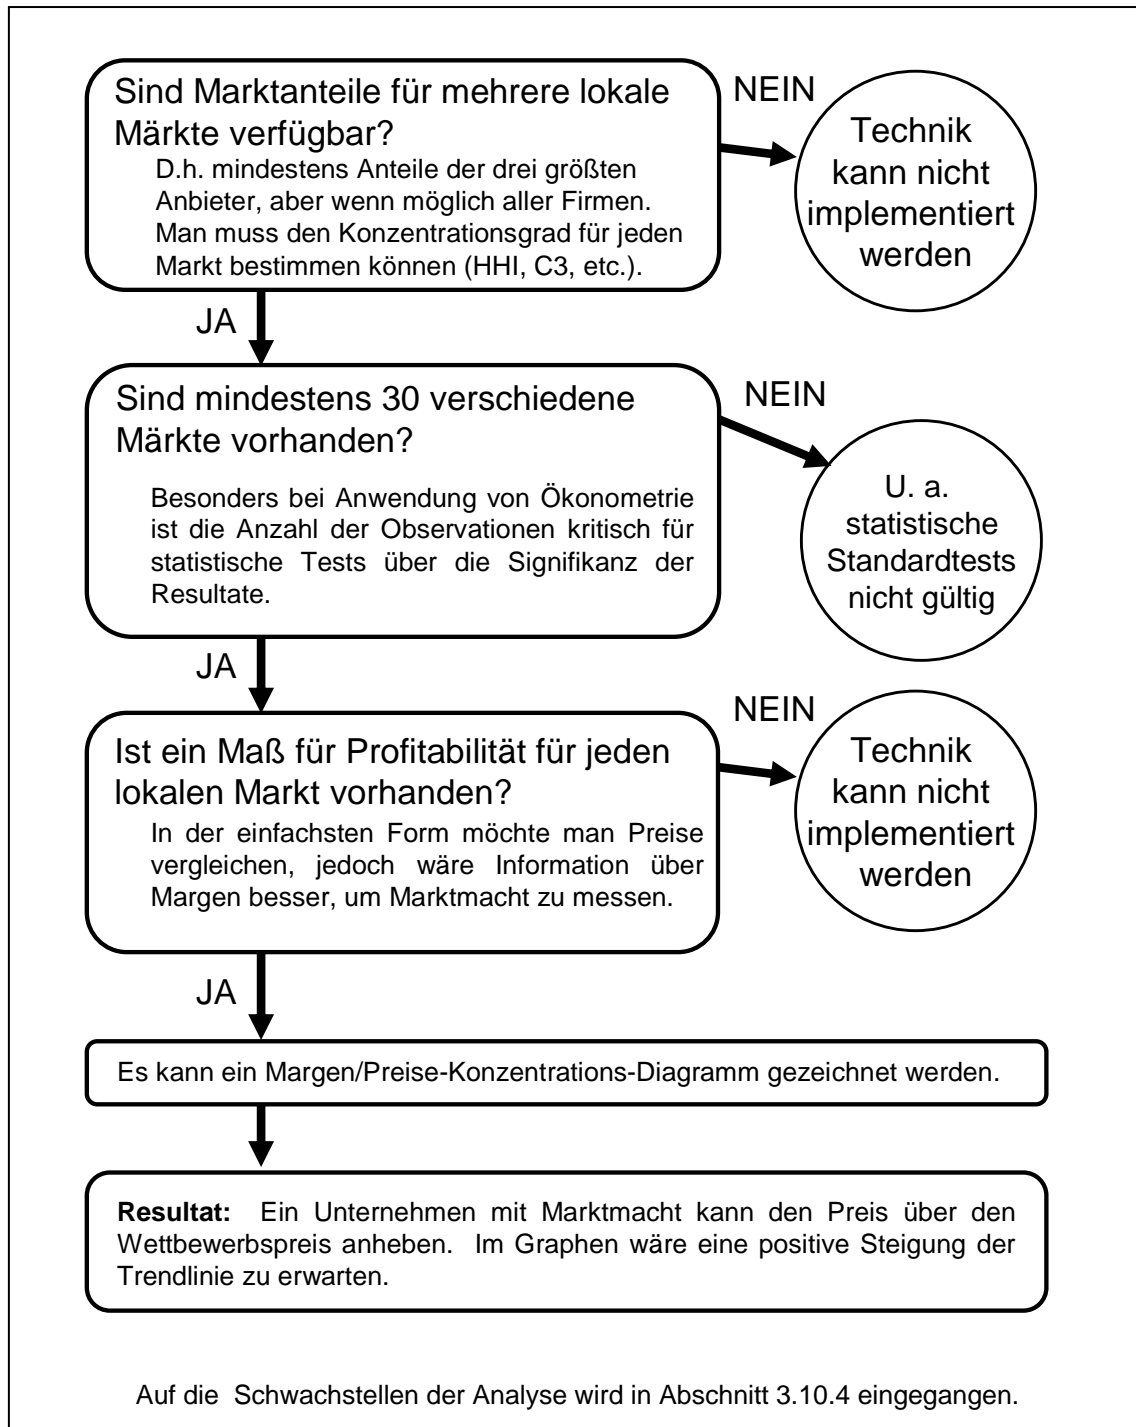 Sind Marktanteile für mehrere lokale
Märkte verfügbar?
D.h. mindestens Anteile der drei größten
Anbieter, aber wenn möglich aller Firmen.
Man muss den Konzentrationsgrad für jeden
Markt bestimmen können (HHI, C3, etc.).
NEIN
Technik
kann nicht
implementiert
werden
JA
Sind mindestens 30 verschiedene
Märkte vorhanden?
Besonders bei Anwendung von Ökonometrie
ist die Anzahl der Observationen kritisch für
statistische Tests über die Signifikanz der
Resultate.
NEIN
U. a.
statistische
Standardtests
nicht gültig
JA
Ist ein Maß für Profitabilität für jeden
lokalen Markt vorhanden?
In der einfachsten Form möchte man Preise
vergleichen, jedoch wäre Information über
Margen besser, um Marktmacht zu messen.
NEIN
Technik
kann nicht
implementiert
werden
JA
Es kann ein Margen/Preise-Konzentrations-Diagramm gezeichnet werden.
Resultat: Ein Unternehmen mit Marktmacht kann den Preis über den
Wettbewerbspreis anheben. Im Graphen wäre eine positive Steigung der
Trendlinie zu erwarten.
Auf die Schwachstellen der Analyse wird in Abschnitt 3.10.4 eingegangen.